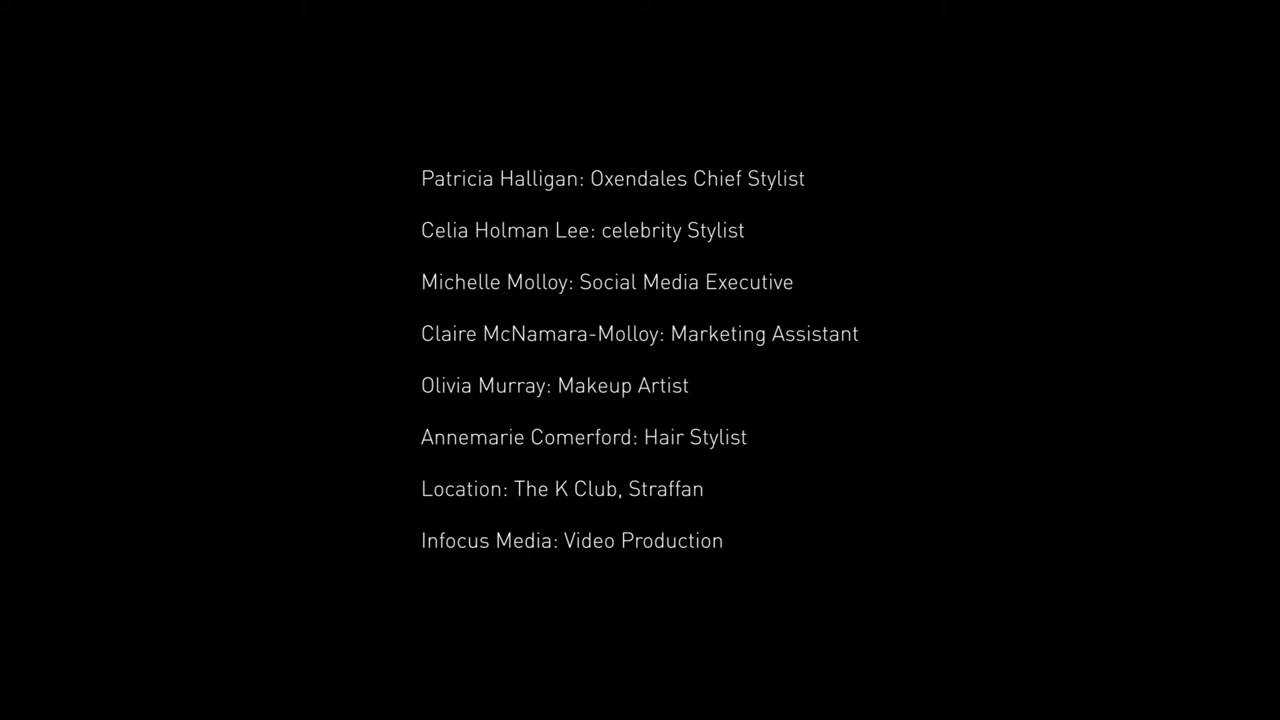 Patricia Halligan: Oxendales Chief Stylist
Celia Holman Lee: celebrity Stylist
Michelle Molloy: Social Media Executive
Claire McNamara-Molloy: Marketing Assistant
Olivia Murray: Makeup Artist
Annemarie Comerford: Hair Stylist
Location: The K Club, Straffan
Infocus Media: Video Production